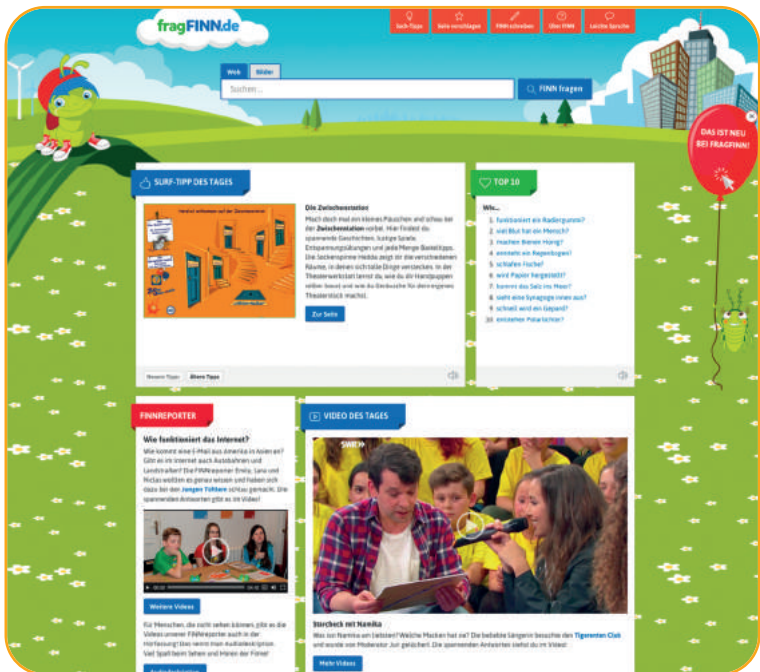 fragFINN.de
Such-Tipps
Seite vorschlagen
FINN schreiben
Über FINN
Leichte Sprache
Web
Bilder
Suchen ...
FINN fragen
DAS IST NEU
BEI FRAGFINN!
SURF-TIPP DES TAGES
Die Zwischenstation
Mach doch mal ein kleines Päuschen und schau bei
der Zwischenstation vorbei. Hier findest du
spannende Geschichten, lustige Spiele,
Entspannungsübungen und jede Menge Basteltipps.
Die Sockenspinne Hedda zeigt dir die verschiedenen
Räume, in denen sich tolle Dinge verstecken. In der
Theaterwerkstatt lernst du, wie du dir Handpuppen
selber baust und wie du Geräusche für dein eigenes
Theaterstück machst.
Zur Seite
Neuere Tipps
Ältere Tipps
TOP 10
Wie...
1. funktioniert ein Radiergummi?
2. viel Blut hat ein Mensch?
3. machen Bienen Honig?
4. entsteht ein Regenbogen?
5. schlafen Fische?
6. wird Papier hergestellt?
7. kommt das Salz ins Meer?
8. sieht eine Synagoge innen aus?
9. schnell wird ein Gepard?
10. entstehen Polarlichter?
FINNREPORTER
Wie funktioniert das Internet?
Wie kommt eine E-Mail aus Amerika in Asien an?
Gibt es im Internet auch Autobahnen und
Landstraßen? Die FINNreporter Emily, Lana und
Niclas wollten es genau wissen und haben sich
dazu bei den Jungen Tüftlern schlau gemacht. Die
spannenden Antworten gibt es im Video!
Weitere Videos
Für Menschen, die nicht sehen können, gibt es die
Videos unserer FINNreporter auch in der
Hörfassung! Das nennt man Audiodeskription.
Viel Spaß beim Sehen und Hören der Filme!
Audiodeskription
VIDEO DES TAGES
SWR
Storcheck mit Namika
Was isst Namika am liebsten? Welche Macken hat sie? Die beliebte Sängerin besuchte den Tigerenten Club
und wurde von Moderator Juri gelöchert. Die spannenden Antworten siehst du im Video!
Mehr Videos